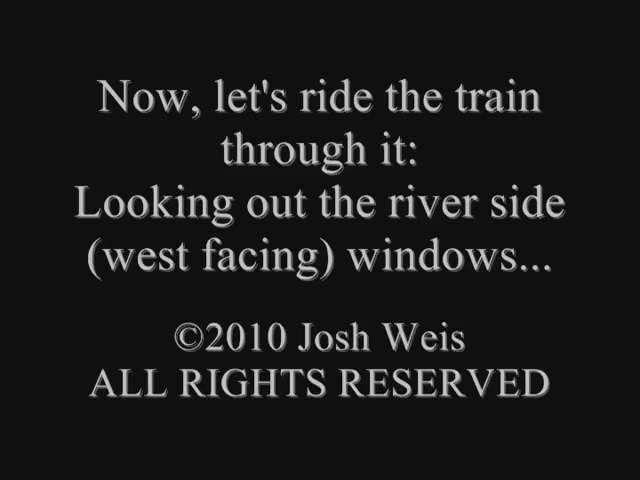 Now, let's ride the train
through it:
Looking out the river side
(west facing) windows...
©2010 Josh Weis
ALL RIGHTS RESERVED